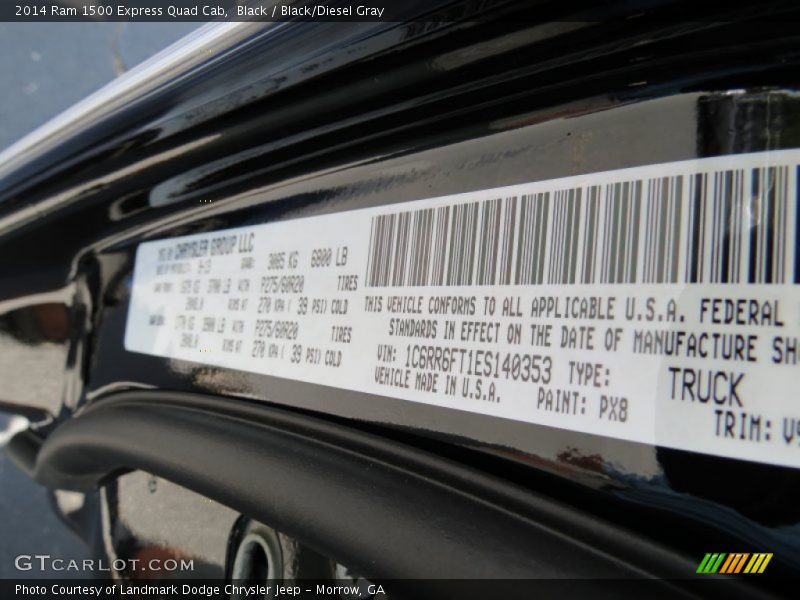 2014 Ram 1500 Express Quad Cab, Black / Black/Diesel Gray
MFD BY CHRYSLER GROUP LLC
3085 KG 6800 LB
P275/60R20 TIRES
270 KPA ( 39 PSI) COLD
P275/60R20 TIRES
270 KPA ( 39 PSI) COLD
THIS VEHICLE CONFORMS TO ALL APPLICABLE U.S.A. FEDERAL
STANDARDS IN EFFECT ON THE DATE OF MANUFACTURE SH
VIN: 1C6RR6FT1ES140353 TYPE: TRUCK
VEHICLE MADE IN U.S.A. PAINT: PX8 TRIM:
GTCARLOT.COM
Photo Courtesy of Landmark Dodge Chrysler Jeep - Morrow, GA